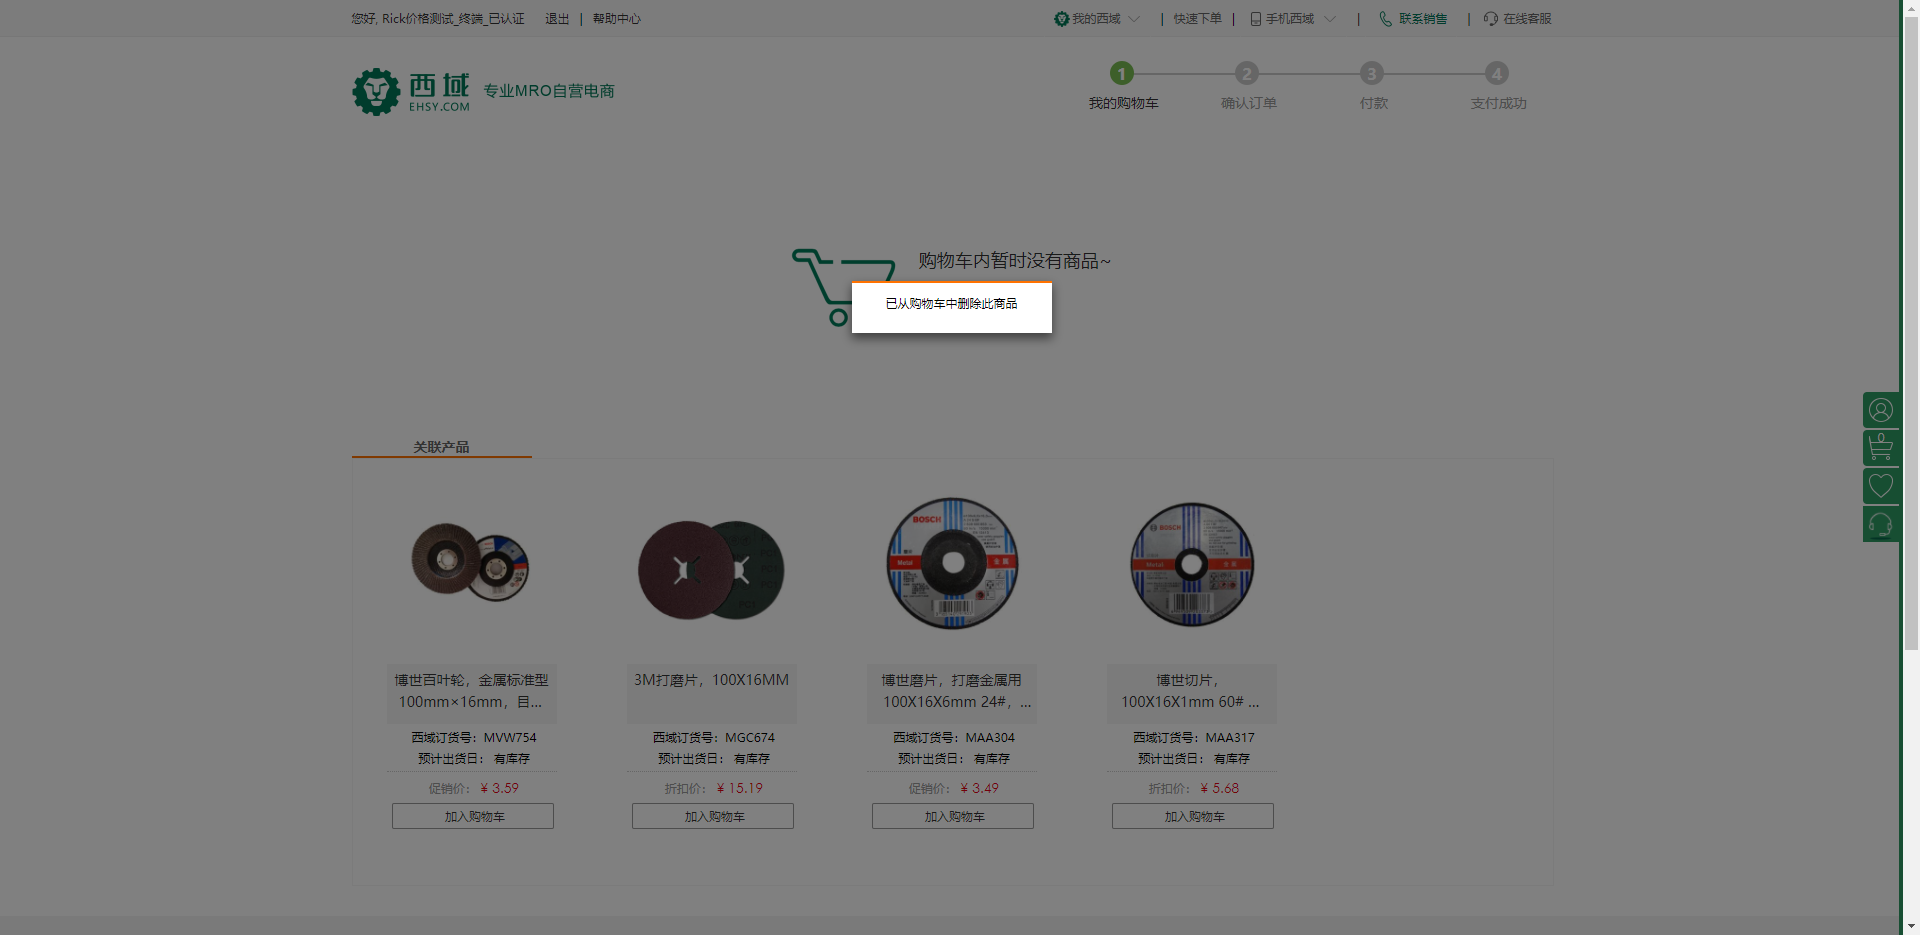 您好, Rick价格测试_终端_已认证 退出 | 帮助中心
我的西域 | 快速下单 | 手机西域 | 联系销售 | 在线客服
西域 专业MRO自营电商
EHSY.COM
1 2 3 4
我的购物车 确认订单 付款 支付成功
购物车内暂时没有商品~
已从购物车中删除此商品
0
关联产品
BOSCH
Metal 金属
BOSCH
Metal 金属
博世百叶轮，金属标准型
100mm×16mm，目...
西域订货号：MVW754
预计出货日：有库存
促销价：￥3.59
加入购物车
3M打磨片，100X16MM
西域订货号：MGC674
预计出货日：有库存
折扣价：￥15.19
加入购物车
博世磨片，打磨金属用
100X16X6mm 24#，...
西域订货号：MAA304
预计出货日：有库存
促销价：￥3.49
加入购物车
博世切片，
100X16X1mm 60# ...
西域订货号：MAA317
预计出货日：有库存
折扣价：￥5.68
加入购物车